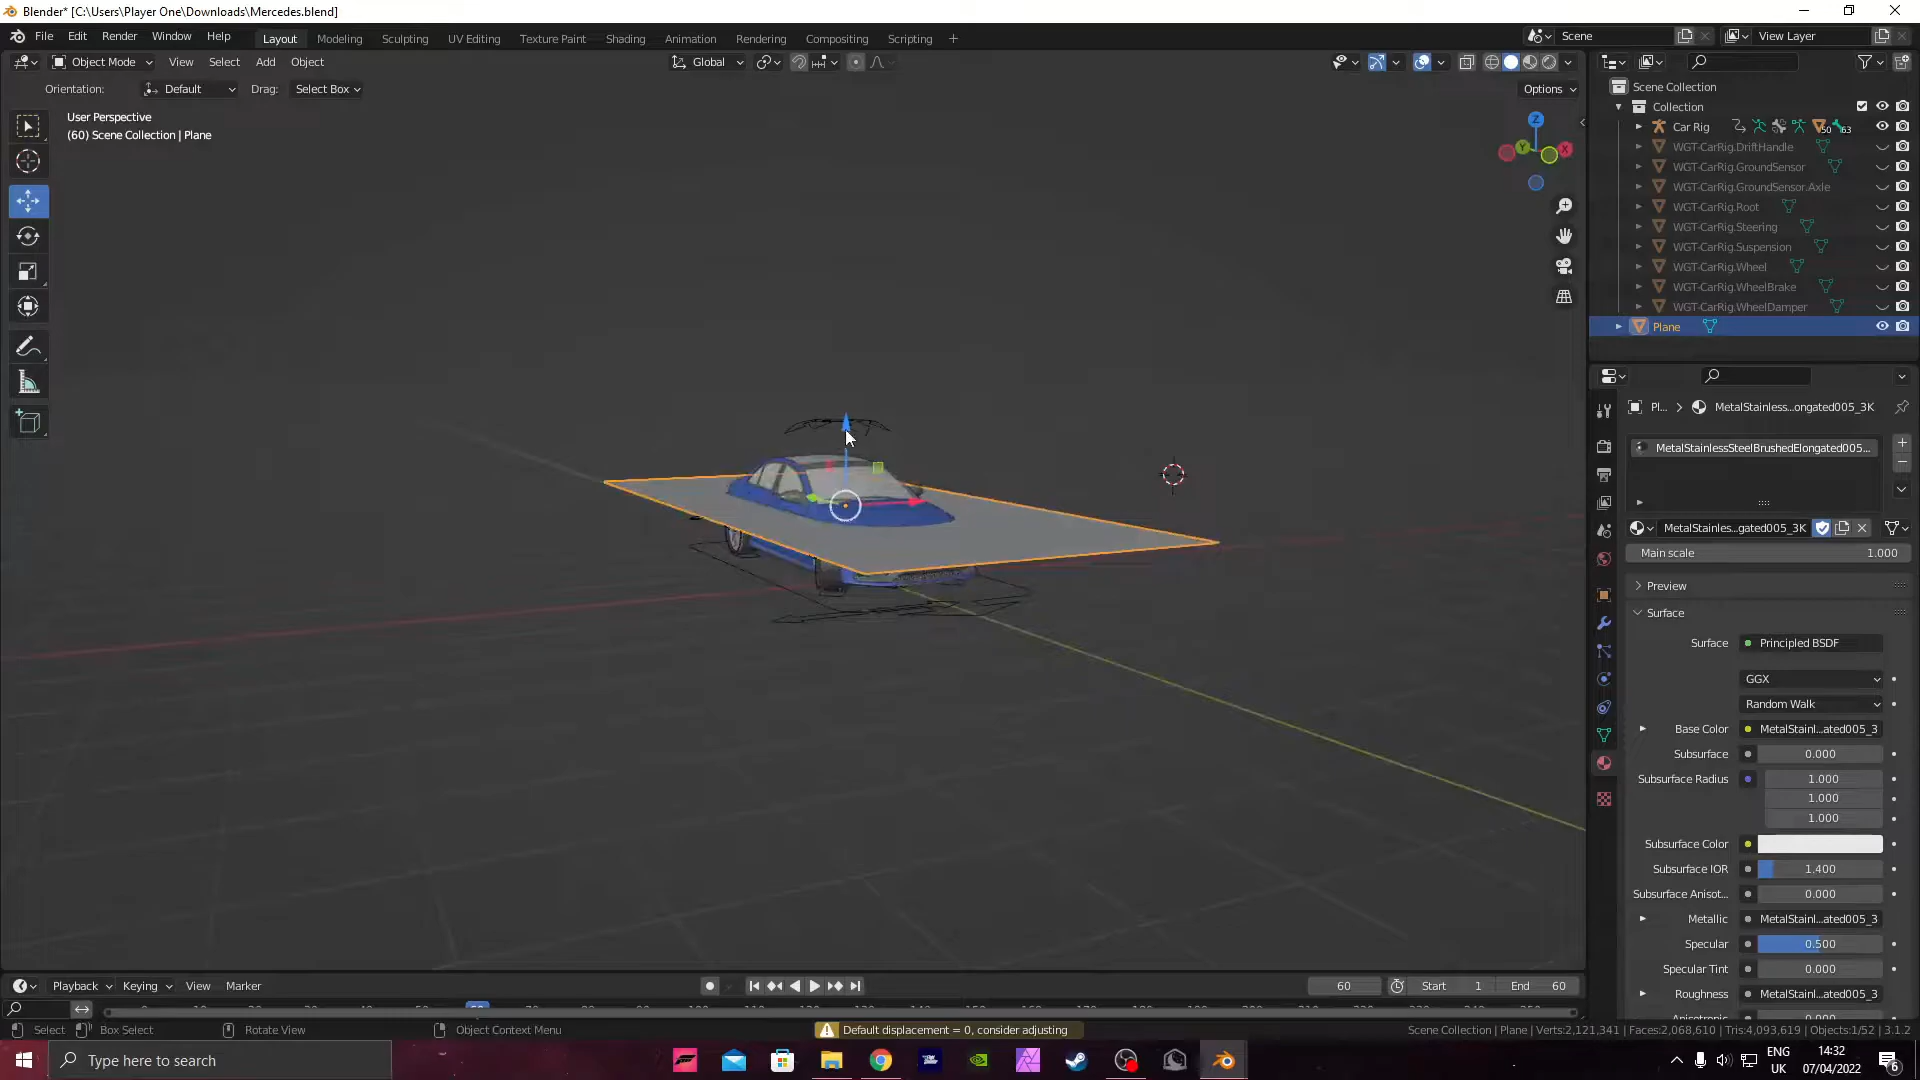 Blender* [C:\Users\Player One\Downloads\Mercedes.blend]
File Edit Render Window Help
Layout Modeling Sculpting UV Editing Texture Paint Shading Animation Rendering Compositing Scripting +
Scene
View Layer
Object Mode View Select Add Object
Global
Orientation: Default Drag: Select Box
Options
User Perspective
(60) Scene Collection | Plane
Z
Y
X
Scene Collection
Collection
Car Rig 50 63
WGT-CarRig.DriftHandle
WGT-CarRig.GroundSensor
WGT-CarRig.GroundSensor.Axle
WGT-CarRig.Root
WGT-CarRig.Steering
WGT-CarRig.Suspension
WGT-CarRig.Wheel
WGT-CarRig.WheelBrake
WGT-CarRig.WheelDamper
Plane
Pl... MetalStainless...ongated005_3K
MetalStainlessSteelBrushedElongated005...
MetalStainles...gated005_3K
Main scale 1.000
Preview
Surface
Surface Principled BSDF
GGX
Random Walk
Base Color MetalStainl...ated005_3
Subsurface 0.000
Subsurface Radius 1.000
1.000
1.000
Subsurface Color
Subsurface IOR 1.400
Subsurface Anisot... 0.000
Metallic MetalStainl...ated005_3
Specular 0.500
Specular Tint 0.000
Roughness MetalStainl...ated005_3
Playback Keying View Marker
60 Start 1 End 60
Select Box Select Rotate View Object Context Menu
Default displacement = 0, consider adjusting
Scene Collection | Plane | Verts:2,121,341 | Faces:2,068,610 | Tris:4,093,619 | Objects:1/52 | 3.1.2
Type here to search
ENG
UK
14:32
07/04/2022
6